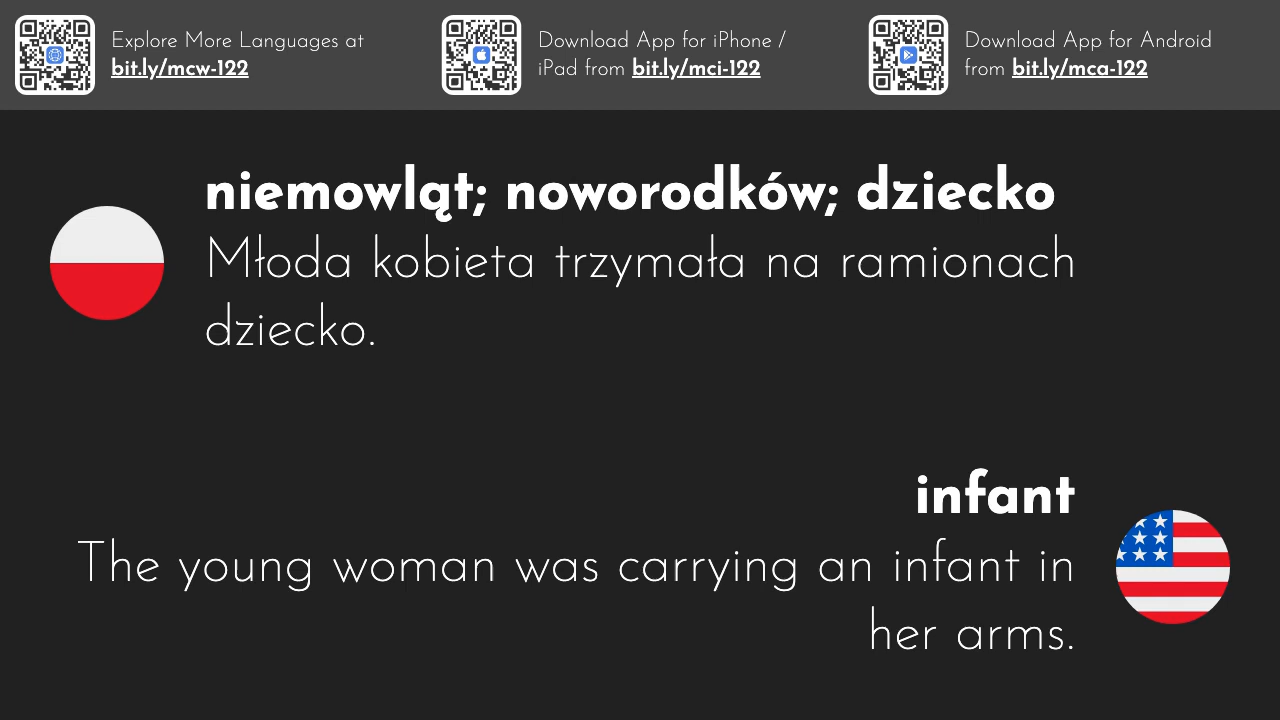 Explore More Languages at
bit.ly/mcw-122
Download App for iPhone /
iPad from bit.ly/mci-122
Download App for Android
from bit.ly/mca-122
niemowląt; noworodków; dziecko
Młoda kobieta trzymała na ramionach
dziecko.
infant
The young woman was carrying an infant in
her arms.